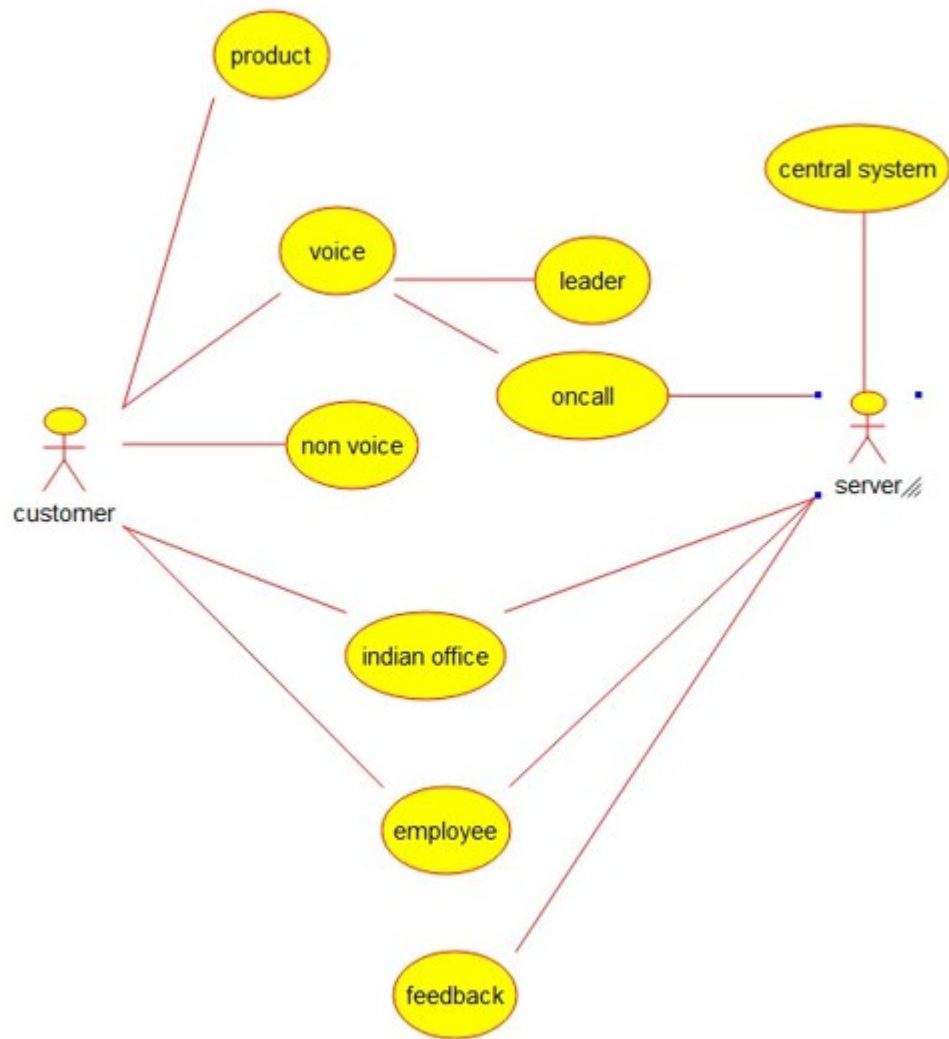 product
central system
voice
leader
oncall
non voice
server
customer
indian office
employee
feedback